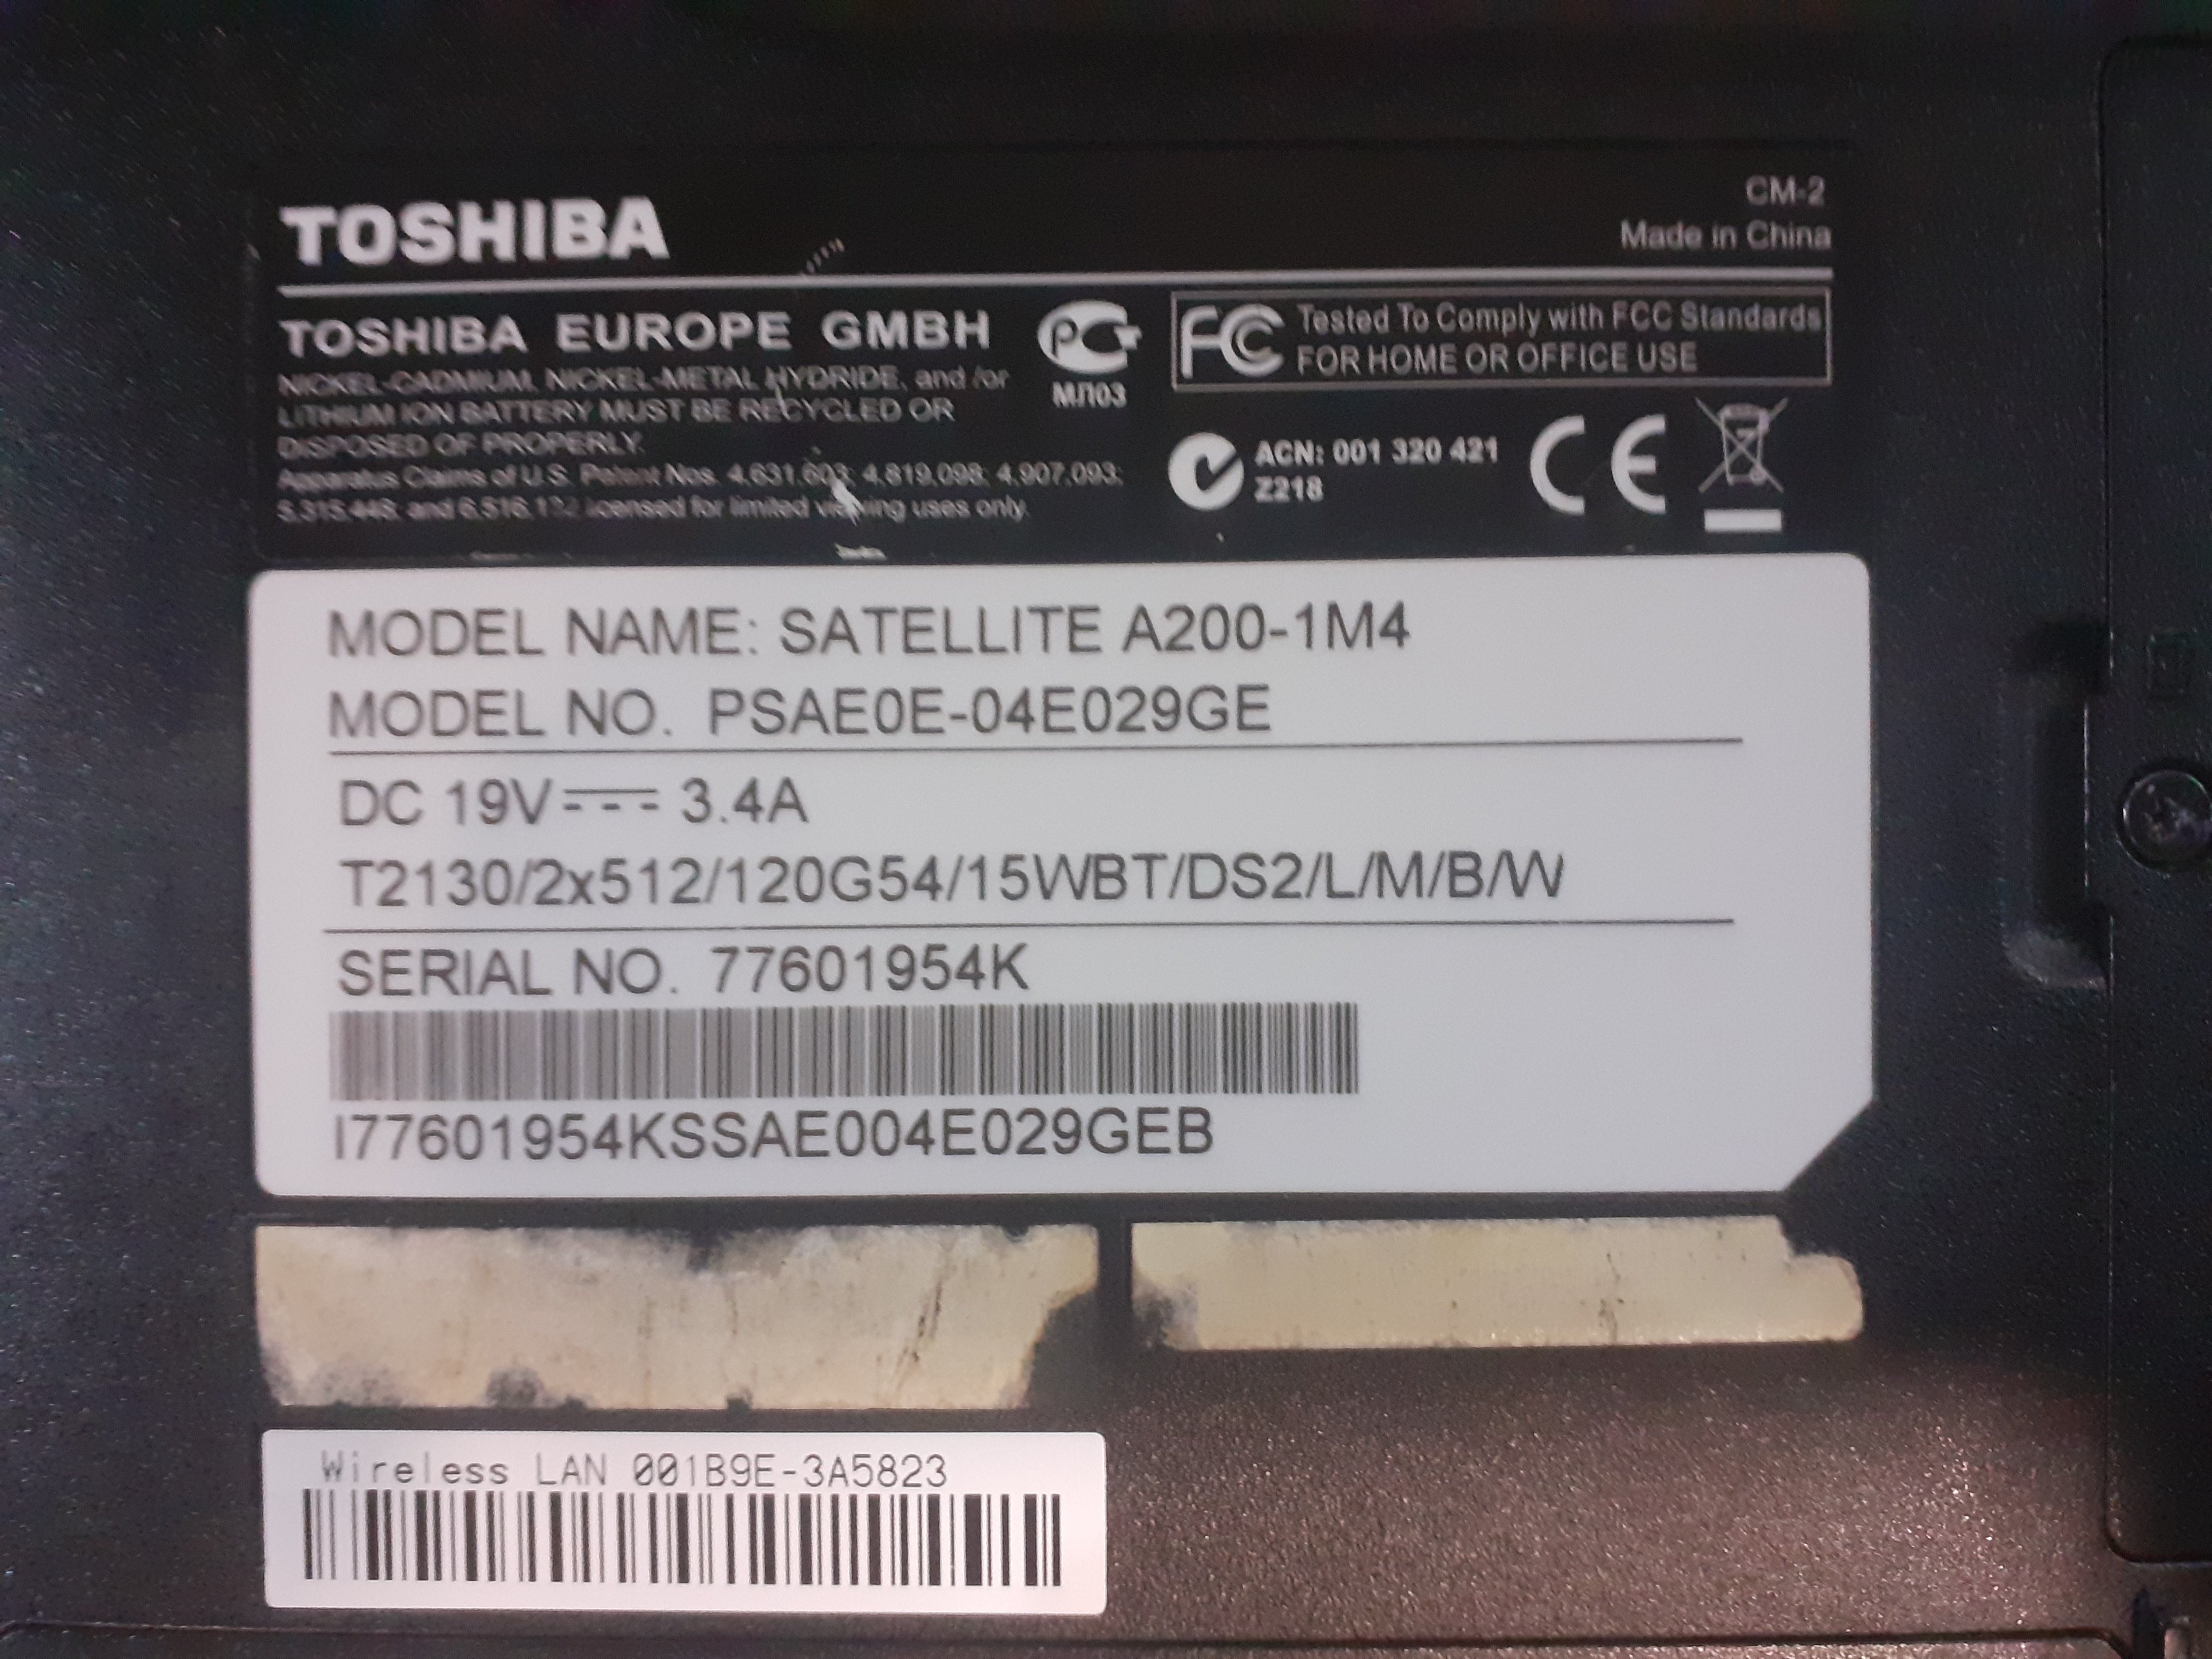 TOSHIBA
CM-2
Made in China
TOSHIBA EUROPE GMBH
NICKEL-CADMIUM, NICKEL-METAL HYDRIDE, and /or
LITHIUM ION BATTERY MUST BE RECYCLED OR
DISPOSED OF PROPERLY.
Apparatus Claims of U.S. Patent Nos. 4,631,603; 4,819,098; 4,907,093;
5,315,448; and 6,516,132 licensed for limited viewing uses only.
РСТ
МЛ03
FC Tested To Comply with FCC Standards
FOR HOME OR OFFICE USE
ACN: 001 320 421
Z218
CE
MODEL NAME: SATELLITE A200-1M4
MODEL NO. PSAE0E-04E029GE
DC 19V 3.4A
T2130/2x512/120G54/15WBT/DS2/L/M/B/W
SERIAL NO. 77601954K
I77601954KSSAE004E029GEB
Wireless LAN 001B9E-3A5823